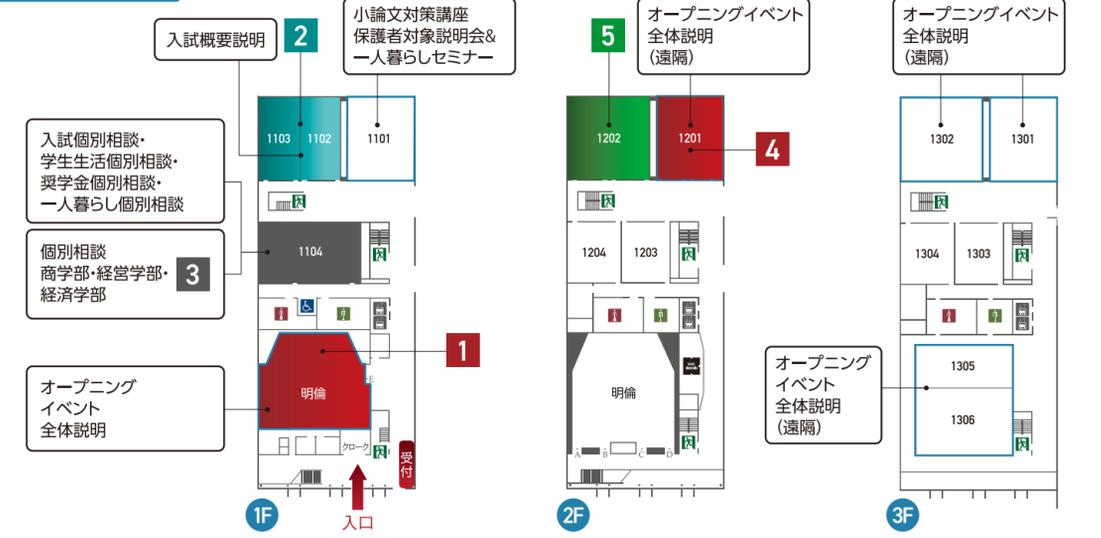 入試概要説明
2
小論文対策講座
保護者対象説明会&
一人暮らしセミナー
1103
1102
1101
入試個別相談・
学生生活個別相談・
奨学金個別相談・
一人暮らし個別相談
個別相談
商学部・経営学部・
経済学部
3
1104
1
明倫
E
オープニング
イベント
全体説明
クローク
受付
入口
1F
5
オープニングイベント
全体説明
（遠隔）
1202
1201
4
1204
1203
明倫
A
B
C
D
2F
オープニングイベント
全体説明
（遠隔）
1302
1301
1304
1303
オープニング
イベント
全体説明
（遠隔）
1305
1306
3F